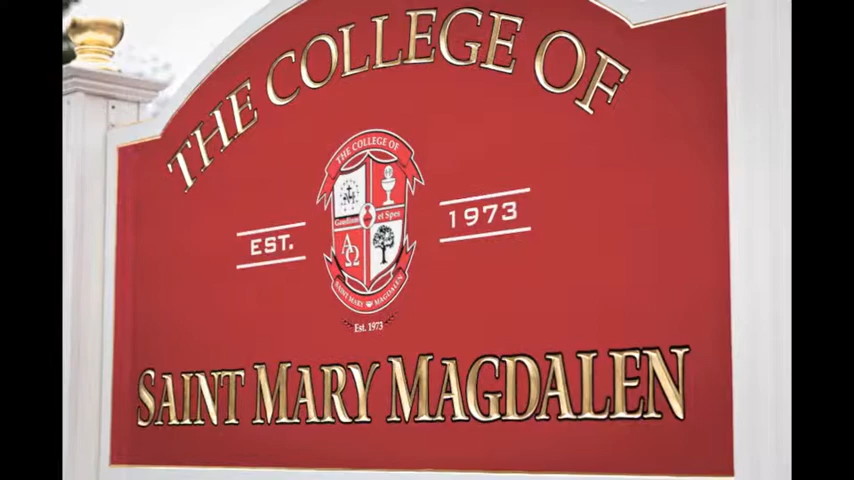 THE COLLEGE OF
THE COLLEGE OF
Gaudium et Spes
EST. 1973
ΑΩ
SAINT MARY MAGDALEN
Est. 1973
SAINT MARY MAGDALEN